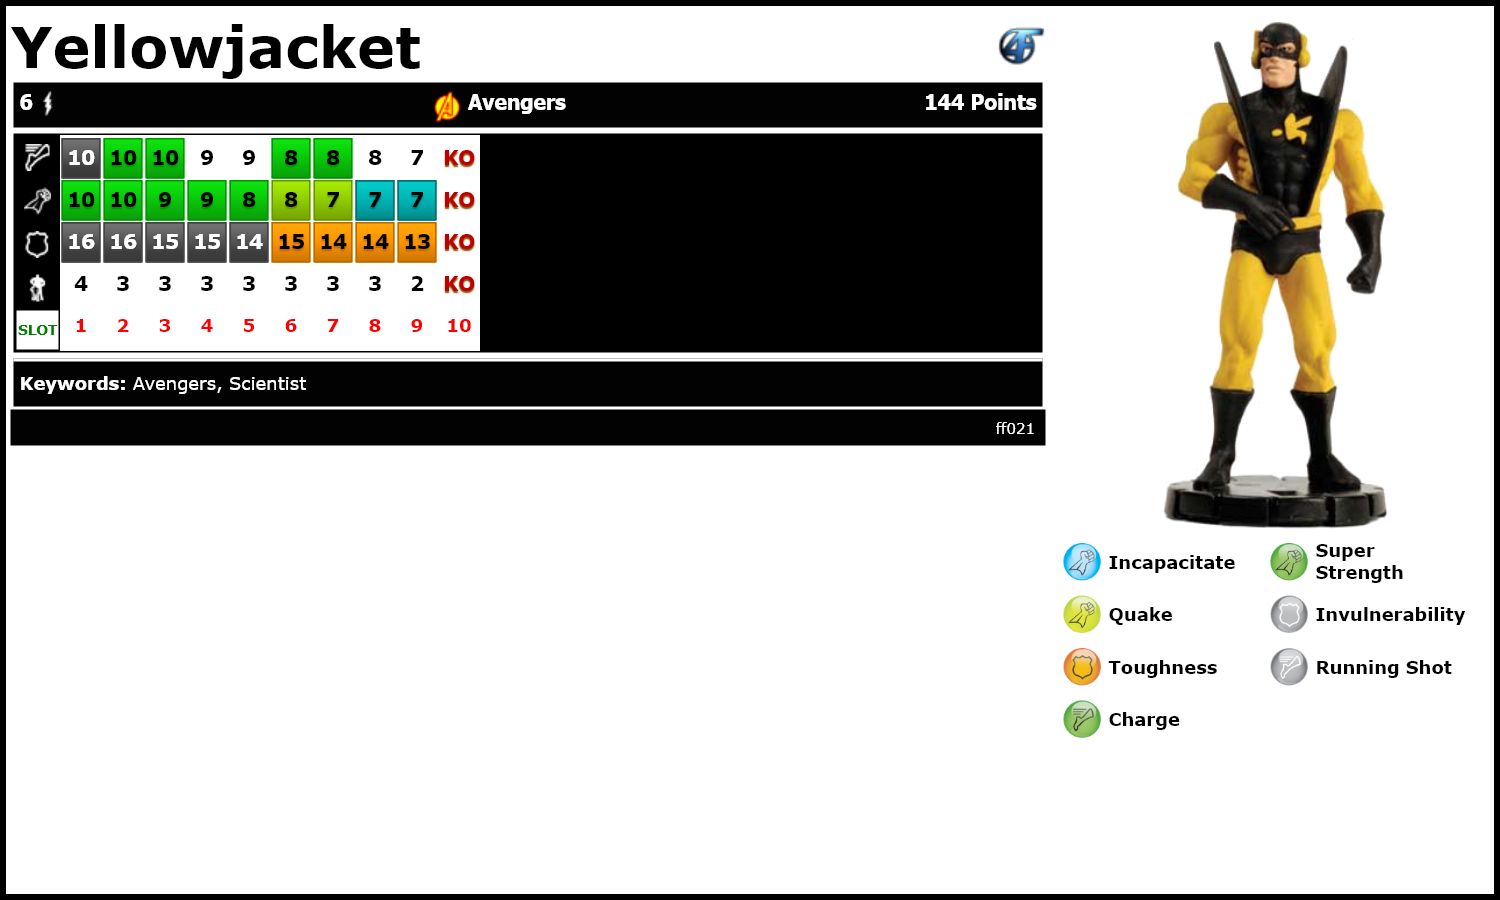 Yellowjacket
6 Avengers 144 Points
10 10 10 9 9 8 8 8 7 KO
10 10 9 9 8 8 7 7 7 KO
16 16 15 15 14 15 14 14 13 KO
4 3 3 3 3 3 3 3 2 KO
SLOT 1 2 3 4 5 6 7 8 9 10
Keywords: Avengers, Scientist
ff021
Incapacitate
Super
Strength
Quake
Invulnerability
Toughness
Running Shot
Charge